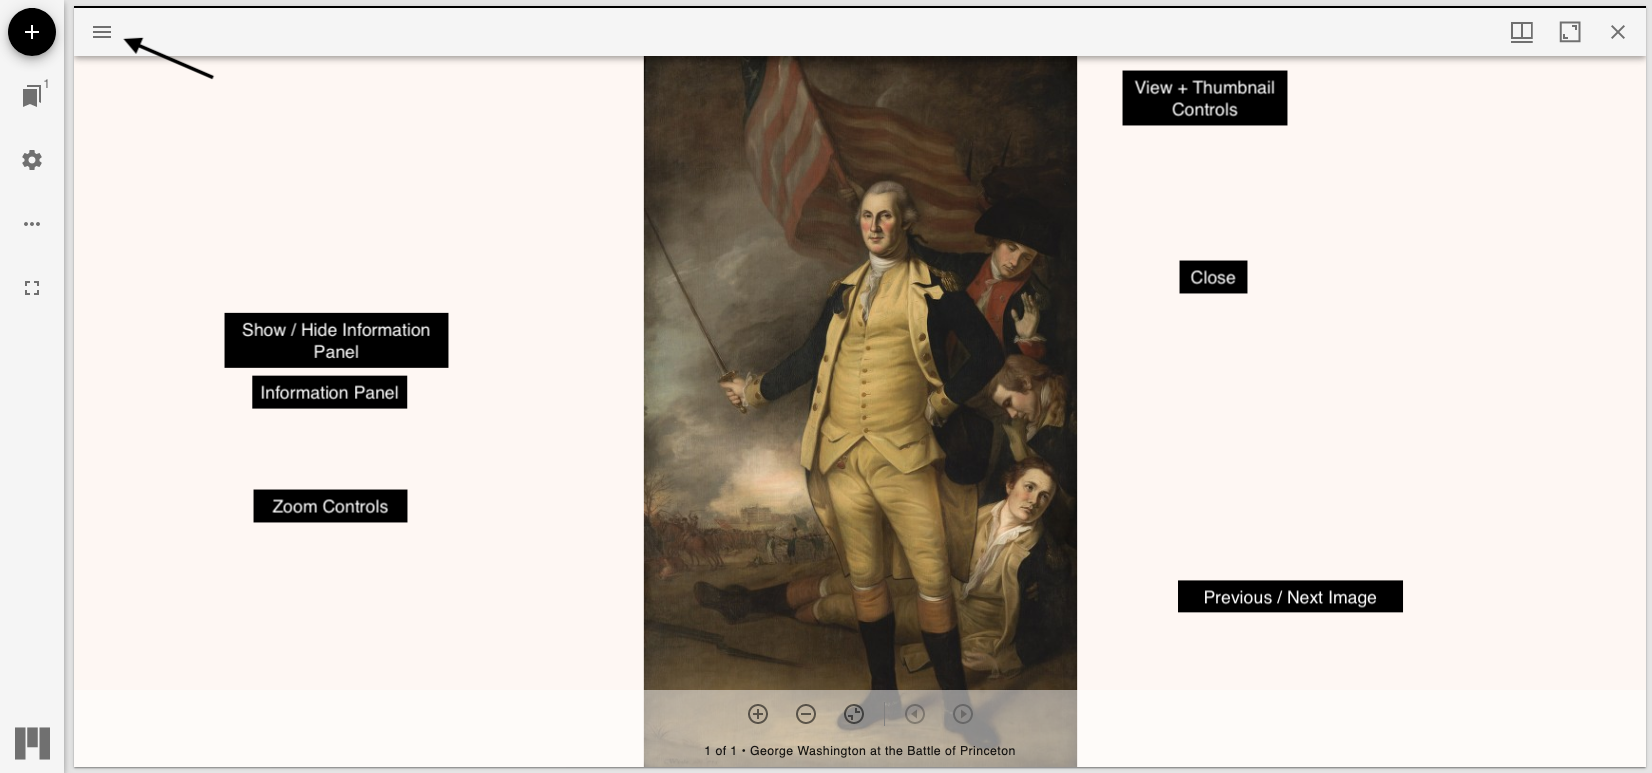 1
View + Thumbnail
Controls
Close
Show / Hide Information
Panel
Information Panel
Zoom Controls
Previous / Next Image
1 of 1 • George Washington at the Battle of Princeton